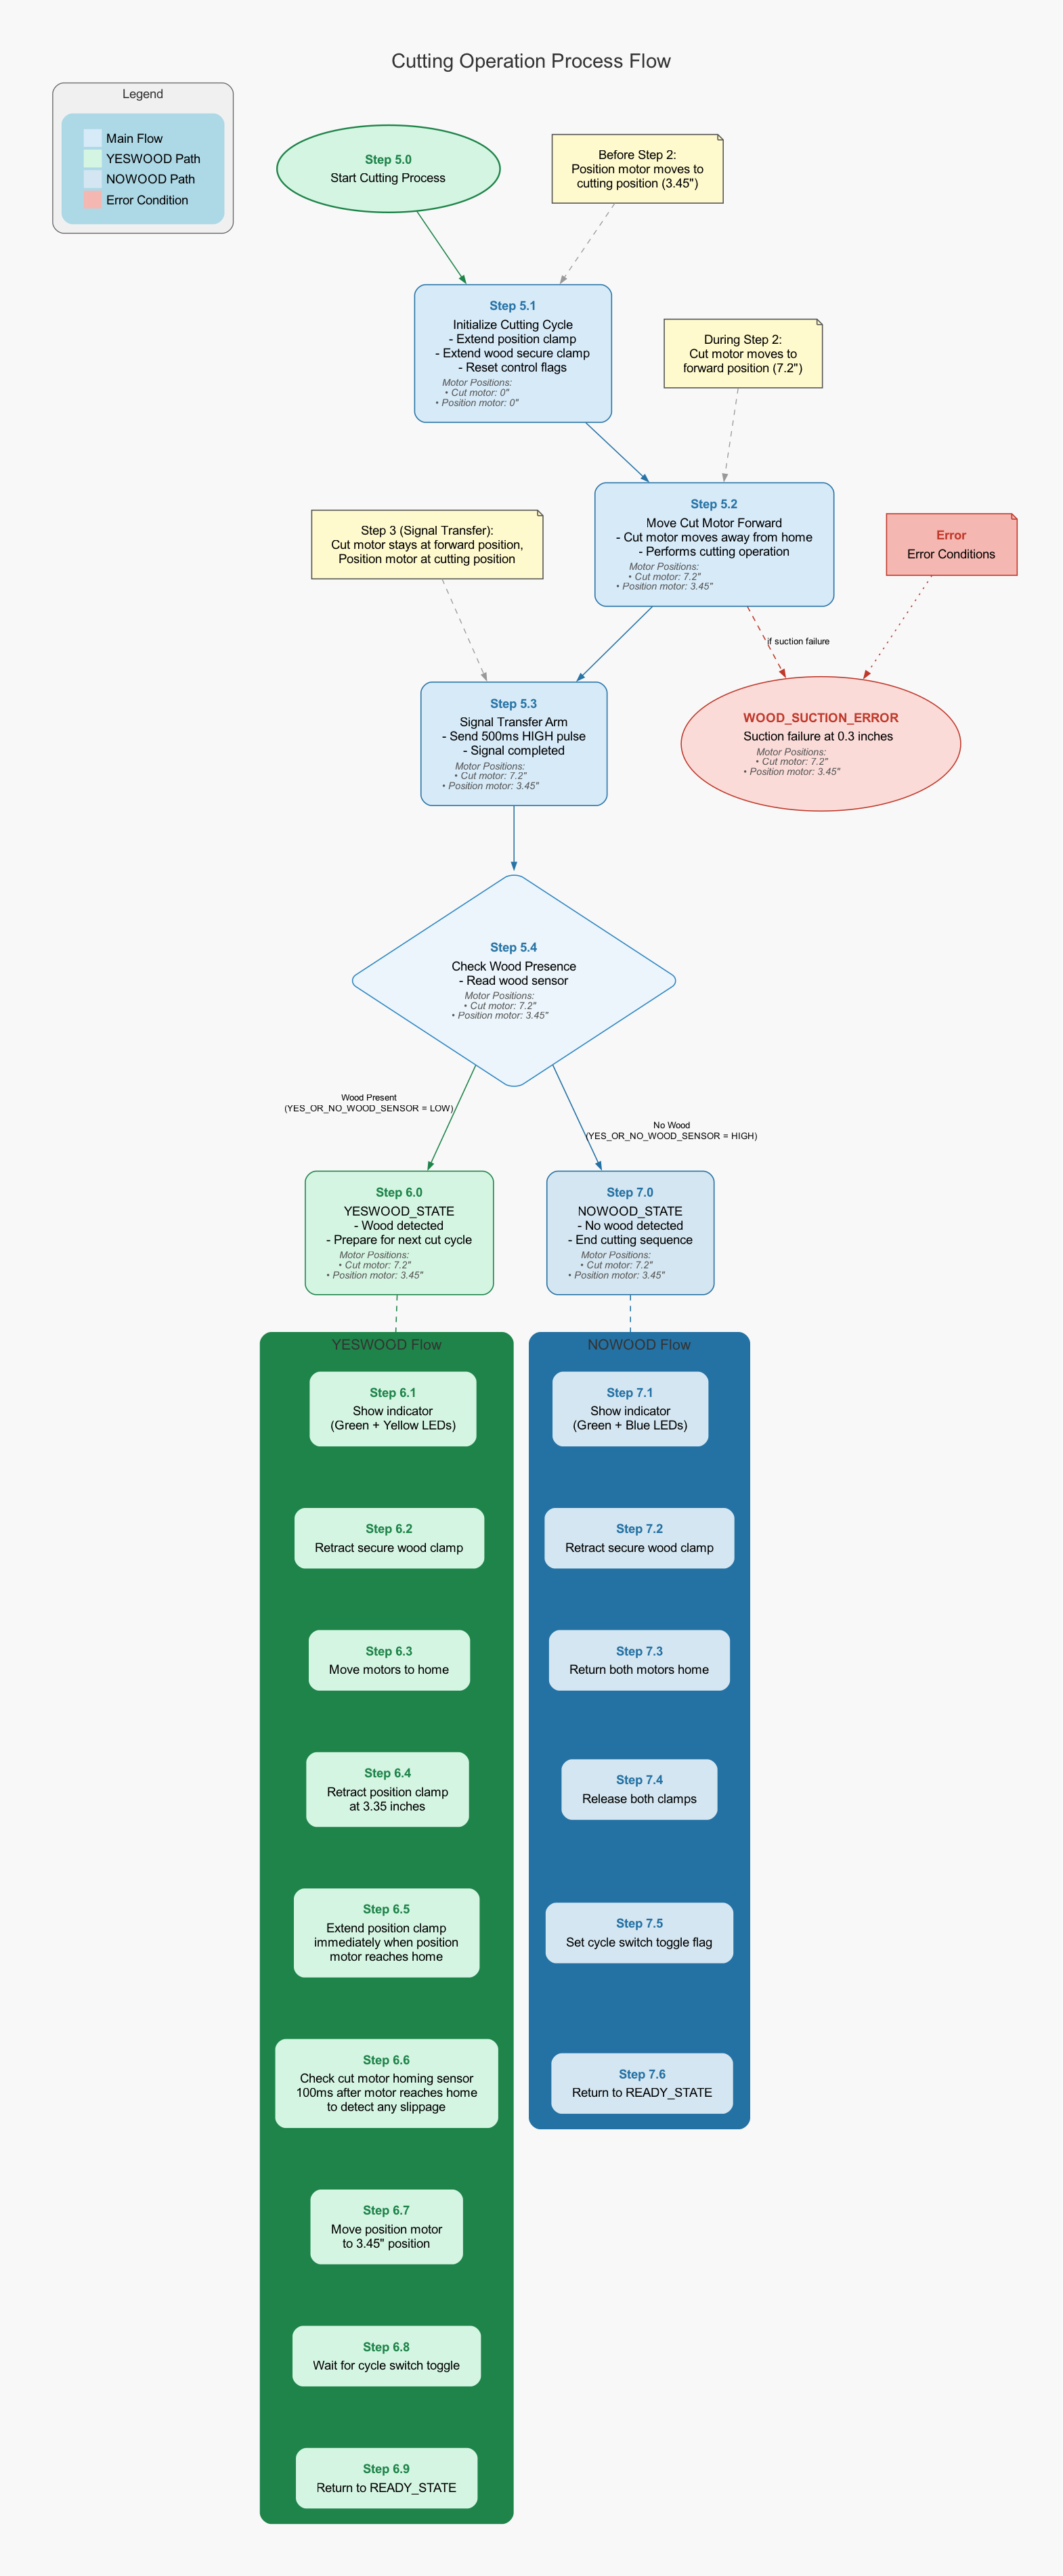 Cutting Operation Process Flow
Legend
Main Flow
YESWOOD Path
NOWOOD Path
Error Condition
Step 5.0
Start Cutting Process
Before Step 2:
Position motor moves to
cutting position (3.45")
Step 5.1
Initialize Cutting Cycle
- Extend position clamp
- Extend wood secure clamp
- Reset control flags
Motor Positions:
• Cut motor: 0"
• Position motor: 0"
During Step 2:
Cut motor moves to
forward position (7.2")
Step 5.2
Move Cut Motor Forward
- Cut motor moves away from home
- Performs cutting operation
Motor Positions:
• Cut motor: 7.2"
• Position motor: 3.45"
Step 3 (Signal Transfer):
Cut motor stays at forward position,
Position motor at cutting position
Error
Error Conditions
if suction failure
Step 5.3
Signal Transfer Arm
- Send 500ms HIGH pulse
- Signal completed
Motor Positions:
• Cut motor: 7.2"
• Position motor: 3.45"
WOOD_SUCTION_ERROR
Suction failure at 0.3 inches
Motor Positions:
• Cut motor: 7.2"
• Position motor: 3.45"
Step 5.4
Check Wood Presence
- Read wood sensor
Motor Positions:
• Cut motor: 7.2"
• Position motor: 3.45"
Wood Present
(YES_OR_NO_WOOD_SENSOR = LOW)
No Wood
(YES_OR_NO_WOOD_SENSOR = HIGH)
Step 6.0
YESWOOD_STATE
- Wood detected
- Prepare for next cut cycle
Motor Positions:
• Cut motor: 7.2"
• Position motor: 3.45"
Step 7.0
NOWOOD_STATE
- No wood detected
- End cutting sequence
Motor Positions:
• Cut motor: 7.2"
• Position motor: 3.45"
YESWOOD Flow
Step 6.1
Show indicator
(Green + Yellow LEDs)
Step 6.2
Retract secure wood clamp
Step 6.3
Move motors to home
Step 6.4
Retract position clamp
at 3.35 inches
Step 6.5
Extend position clamp
immediately when position
motor reaches home
Step 6.6
Check cut motor homing sensor
100ms after motor reaches home
to detect any slippage
Step 6.7
Move position motor
to 3.45" position
Step 6.8
Wait for cycle switch toggle
Step 6.9
Return to READY_STATE
NOWOOD Flow
Step 7.1
Show indicator
(Green + Blue LEDs)
Step 7.2
Retract secure wood clamp
Step 7.3
Return both motors home
Step 7.4
Release both clamps
Step 7.5
Set cycle switch toggle flag
Step 7.6
Return to READY_STATE